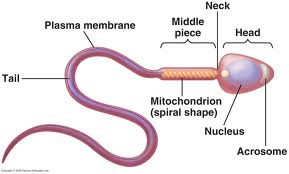 Neck
Plasma membrane
Middle
piece
Head
Tail
Mitochondrion
(spiral shape)
Nucleus
Acrosome